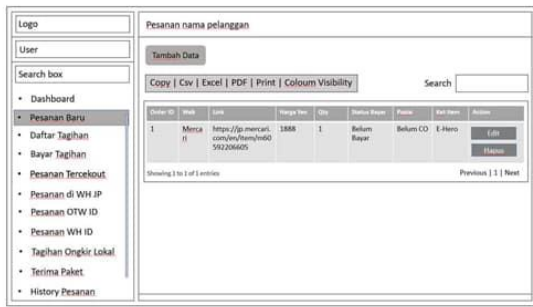 Logo
User
Search box
• Dashboard
• Pesanan Baru
• Daftar Tagihan
• Bayar Tagihan
• Pesanan Tercekout
• Pesanan di WH JP
• Pesanan OTW ID
• Pesanan WH ID
• Tagihan Ongkir Lokal
• Terima Paket
• History Pesanan
Pesanan nama pelanggan
Tambah Data
Copy | Csv | Excel | PDF | Print | Coloum Visibility
Search
Order ID Web Link Harga Yen Qty Status Bayar Posisi Ket Item Action
1 Merca https://jp.mercari. 1888 1 Belum Belum CO E-Hero Edit
ri com/en/item/m60 Bayar
592206605 Hapus
Showing 1 to 1 of 1 entries
Previous | 1 | Next